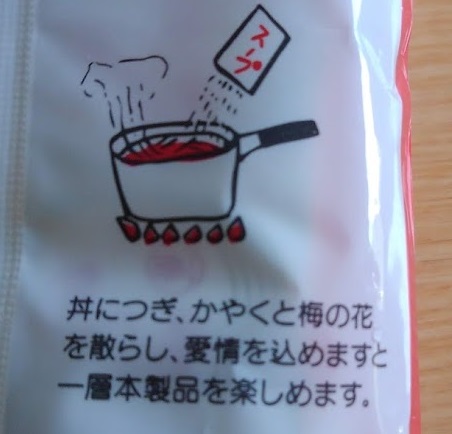 スープ
丼につぎ、かやくと梅の花
を散らし、愛情を込めますと
一層本製品を楽しめます。